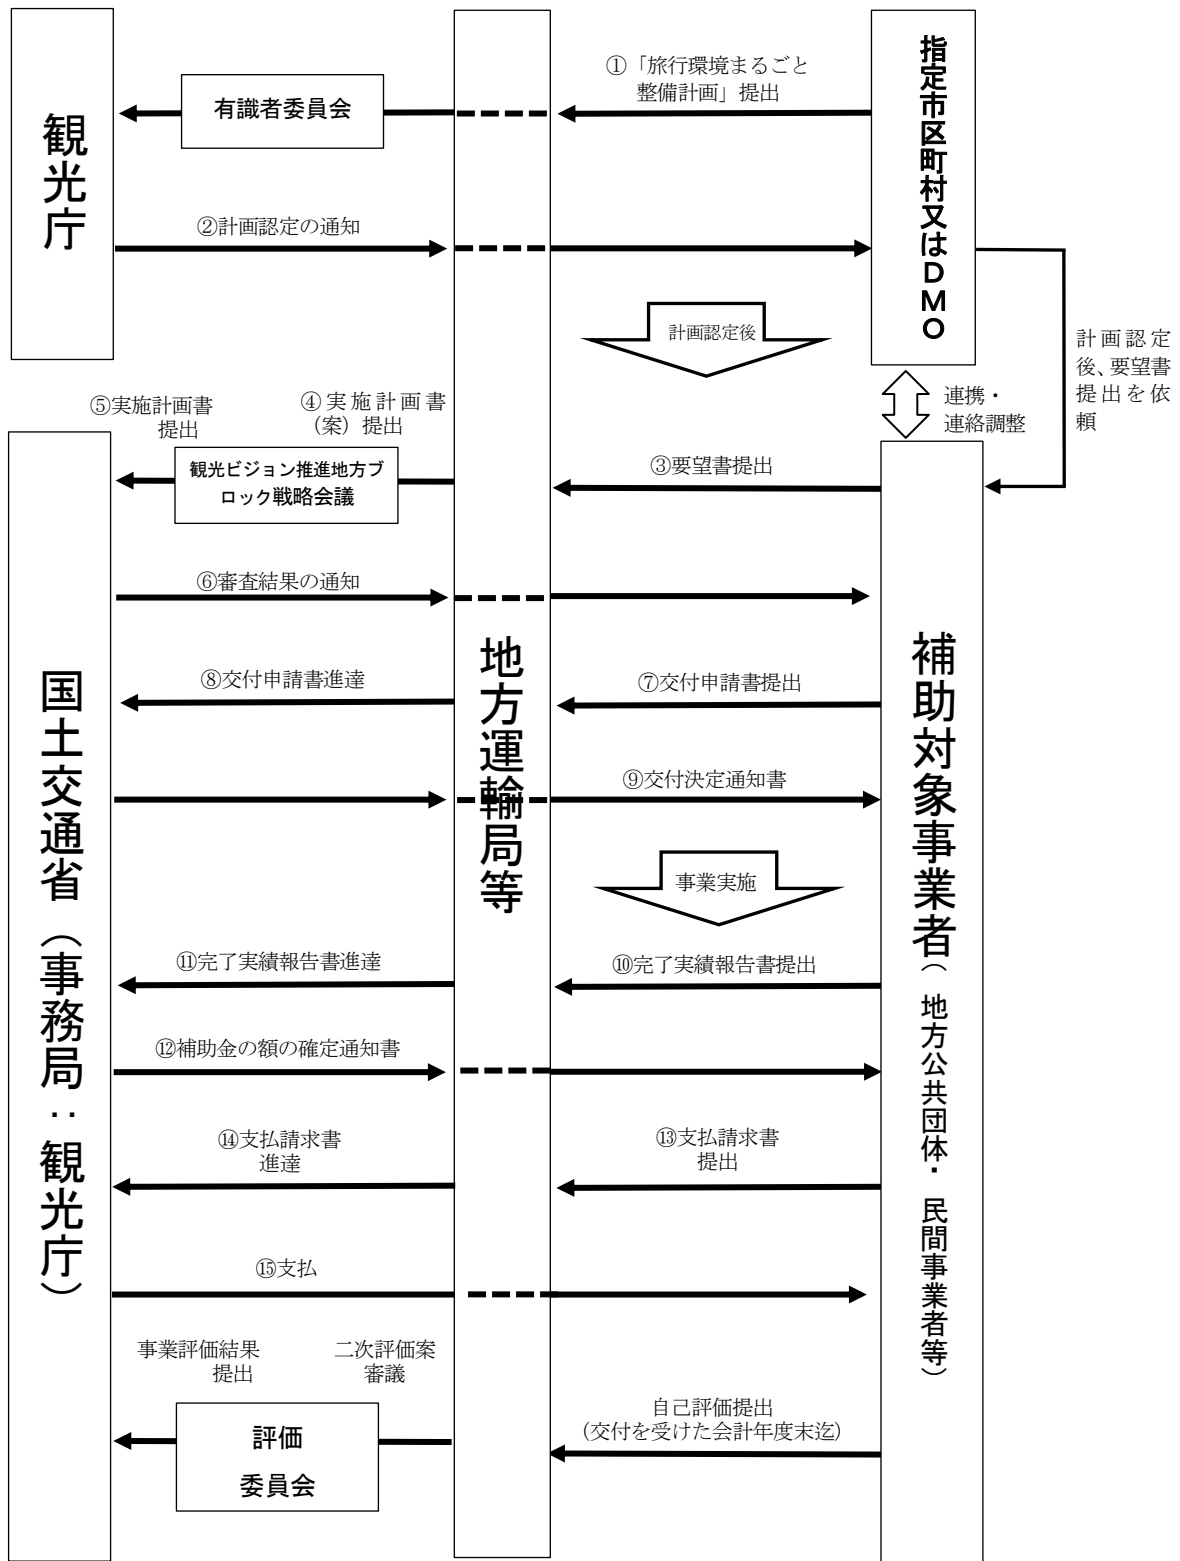 観光庁
有識者委員会
①「旅行環境まるごと
整備計画」提出
指定市区町村又はＤＭＯ
②計画認定の通知
計画認定後
計画認定
後、要望書
提出を依
頼
連携・
連絡調整
⑤実施計画書
提出
④実施計画書
（案）提出
観光ビジョン推進地方ブ
ロック戦略会議
③要望書提出
⑥審査結果の通知
地方運輸局等
国土交通省（事務局：観光庁）
補助対象事業者（地方公共団体・民間事業者等）
⑧交付申請書進達
⑦交付申請書提出
⑨交付決定通知書
事業実施
⑪完了実績報告書進達
⑩完了実績報告書提出
⑫補助金の額の確定通知書
⑭支払請求書
進達
⑬支払請求書
提出
⑮支払
事業評価結果
提出
二次評価案
審議
評価
委員会
自己評価提出
(交付を受けた会計年度末迄)